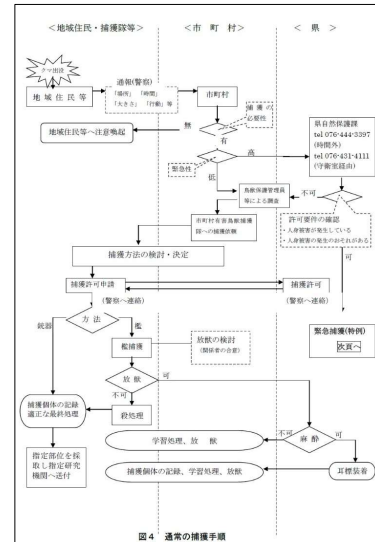 ＜地域住民・捕獲隊等＞
＜市 町 村＞
＜ 県 ＞
クマ出没
地 域 住 民 等
通報(警察)
「場所」　「時間」
「大きさ」「行動」等
市町村
捕 獲 の
必要性
無
有
地域住民等へ注意喚起
緊急性
高
低
県自然保護課
tel 076-444-3397
(時間外)
tel 076-431-4111
(守衛室経由)
鳥獣保護管理員
等による調査
不可
許可要件の確認
・人身被害が発生している
・人身被害の発生のおそれがある
可
市町村有害鳥獣捕獲
隊への捕獲依頼
捕獲方法の検討・決定
捕獲許可申請
捕獲許可
(警察へ連絡)
(警察へ連絡)
銃器
方 法
檻
緊急捕獲(特例)
次頁へ
檻捕獲
放獣の検討
(関係者の合意)
放 獣
可
不可
捕獲個体の記録
適正な最終処理
殺処理
指定部位を採
取し指定研究
機関へ送付
学習処理、放　獣
不可
麻 酔
可
捕獲個体の記録、学習処理、放獣
耳標装着
図４　通常の捕獲手順